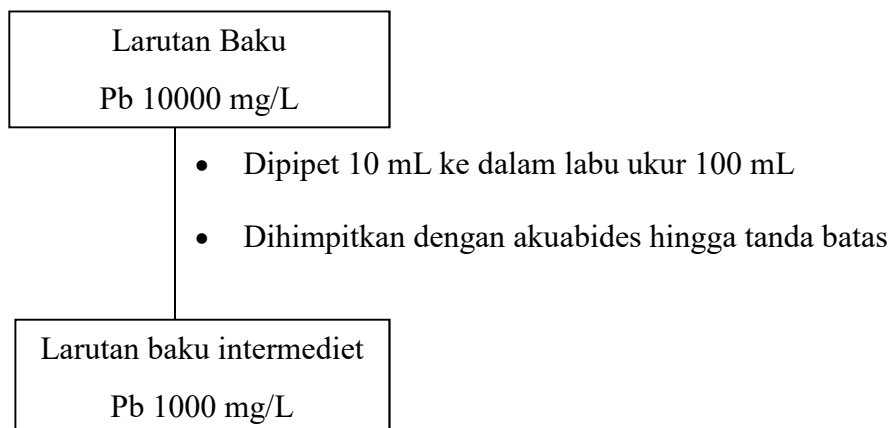 Larutan Baku
Pb 10000 mg/L
• Dipipet 10 mL ke dalam labu ukur 100 mL
• Dihimpitkan dengan akuabides hingga tanda batas
Larutan baku intermediet
Pb 1000 mg/L